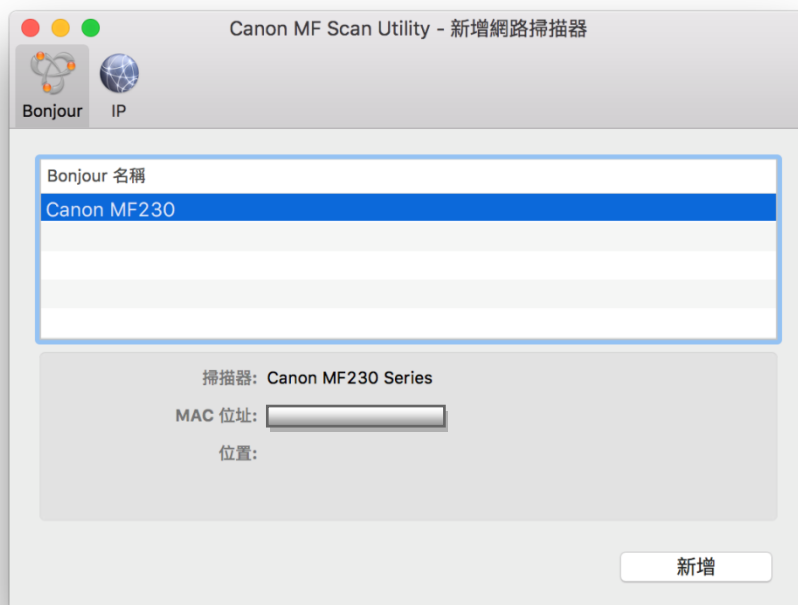 Canon MF Scan Utility - 新增網路掃描器
Bonjour IP
Bonjour 名稱
Canon MF230
掃描器: Canon MF230 Series
MAC 位址:
位置:
新增